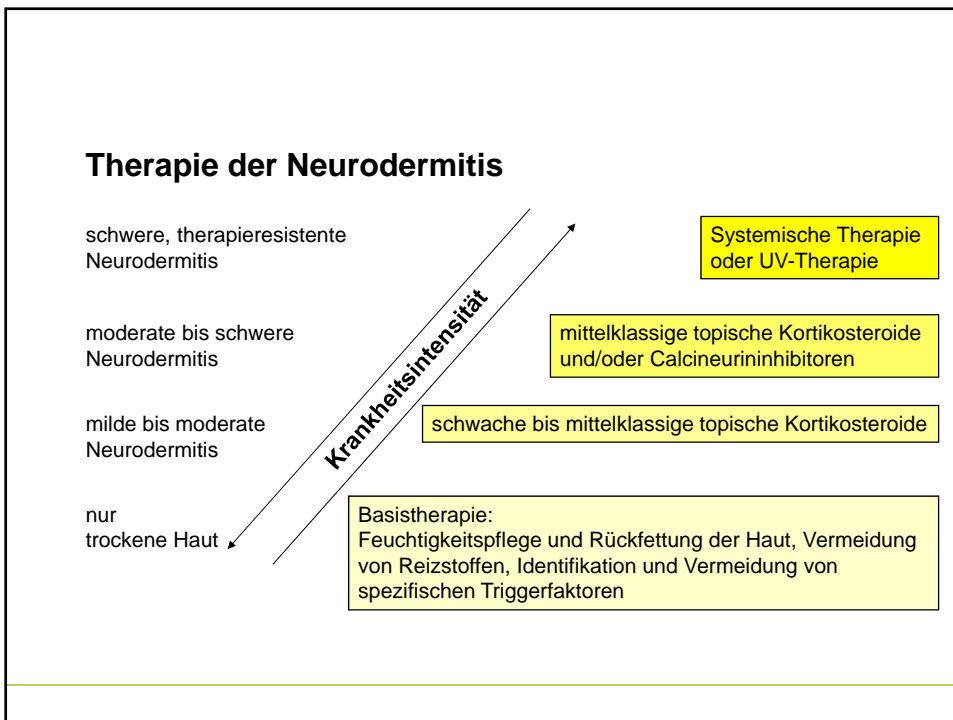 Therapie der Neurodermitis
schwere, therapieresistente
Neurodermitis
Systemische Therapie
oder UV-Therapie
Krankheitsintensität
moderate bis schwere
Neurodermitis
mittelklassige topische Kortikosteroide
und/oder Calcineurininhibitoren
milde bis moderate
Neurodermitis
schwache bis mittelklassige topische Kortikosteroide
nur
trockene Haut
Basistherapie:
Feuchtigkeitspflege und Rückfettung der Haut, Vermeidung
von Reizstoffen, Identifikation und Vermeidung von
spezifischen Triggerfaktoren